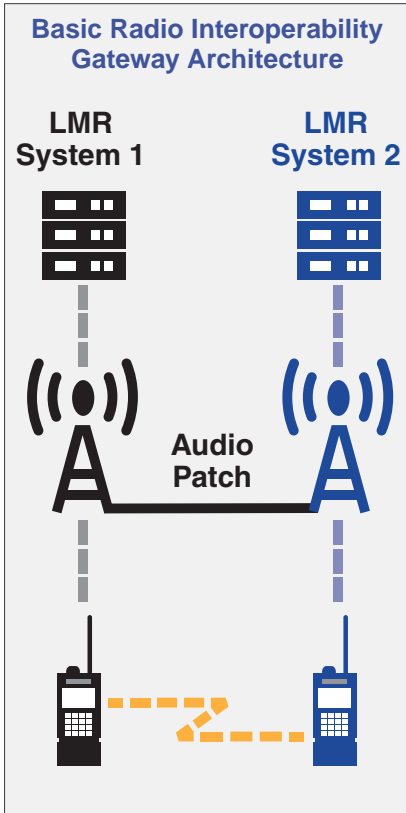 Basic Radio Interoperability
Gateway Architecture
LMR
System 1
LMR
System 2
Audio
Patch